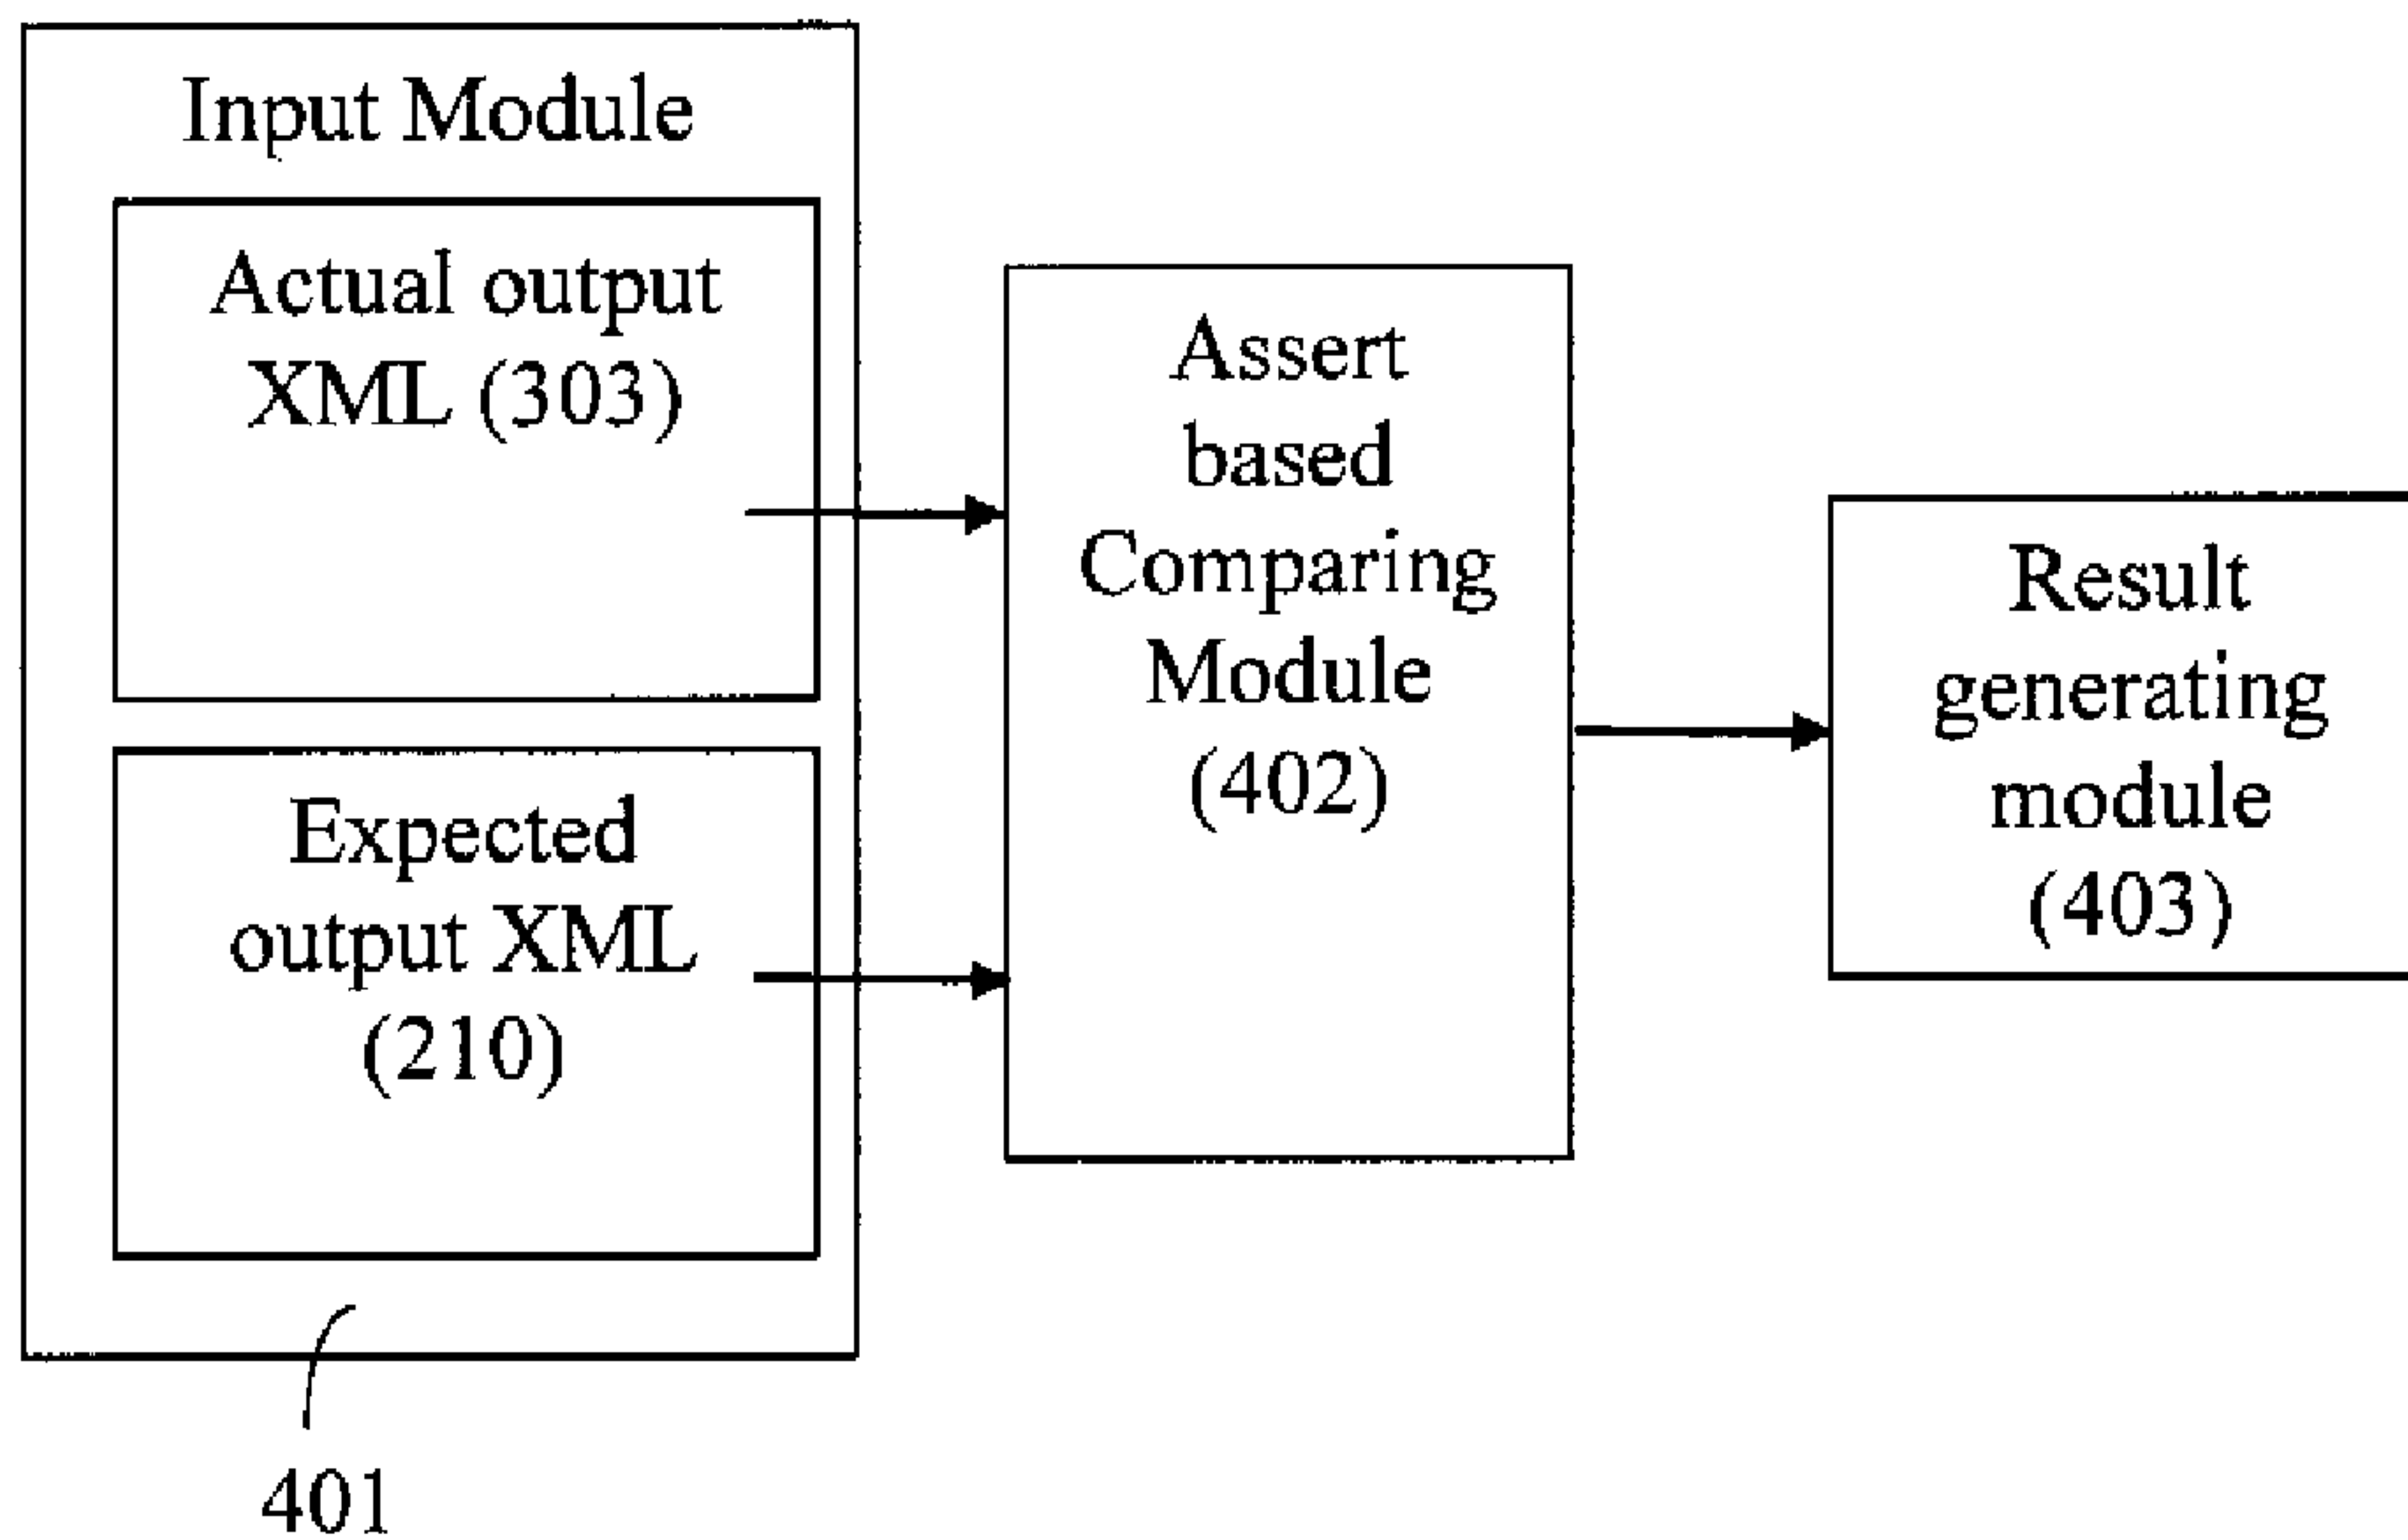 Input Module
Actual output
XML (303)
Expected
output XML
(210)
401
Assert
based
Comparing
Module
(402)
Result
generating
module
(403)